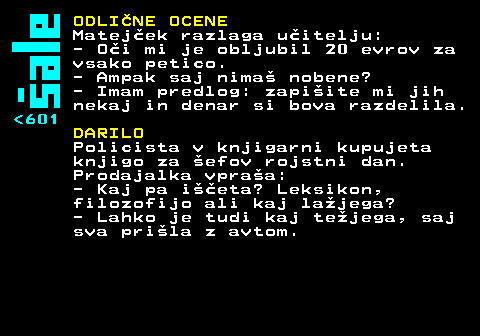 Šale
<601
ODLIČNE OCENE
Matejček razlaga učitelju:
- Oči mi je obljubil 20 evrov za
vsako petico.
- Ampak saj nimaš nobene?
- Imam predlog: zapišite mi jih
nekaj in denar si bova razdelila.
DARILO
Policista v knjigarni kupujeta
knjigo za šefov rojstni dan.
Prodajalka vpraša:
- Kaj pa iščeta? Leksikon,
filozofijo ali kaj lažjega?
- Lahko je tudi kaj težjega, saj
sva prišla z avtom.